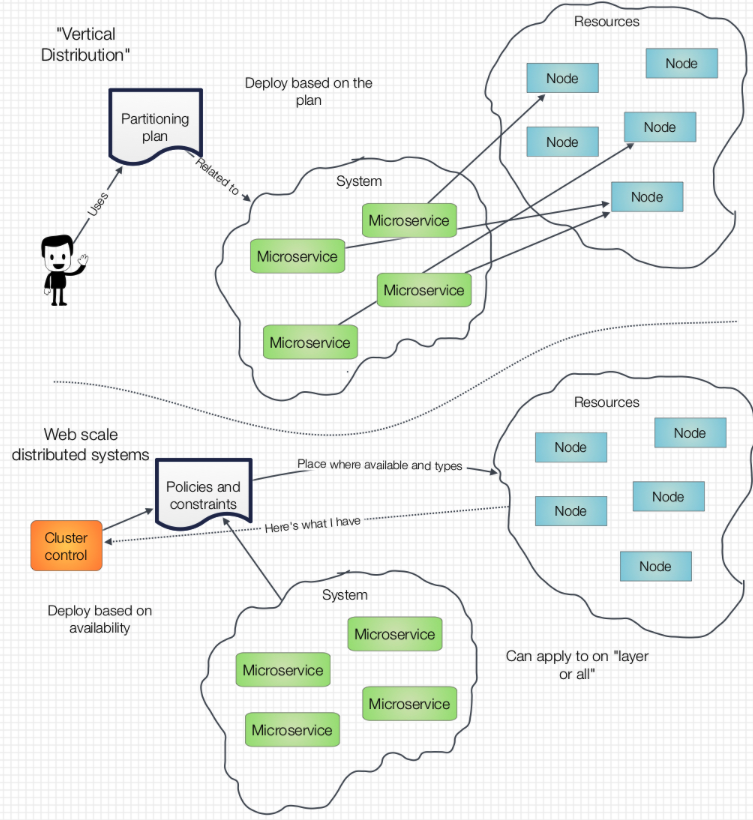 "Vertical
Distribution"
Resources
Deploy based on the
plan
Node
Node
Partitioning
plan
Node
Node
Related to
System
Node
Uses
Microservice
Microservice
Microservice
Microservice
Resources
Web scale
distributed systems
Node
Node
Place where available and types
Policies and
constraints
Node
Node
Here's what I have
Cluster
control
Node
System
Deploy based on
availability
Microservice
Can apply to on "layer
or all"
Microservice
Microservice
Microservice